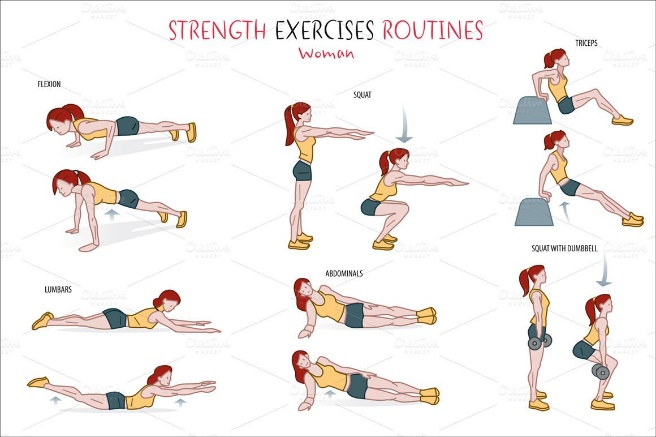 STRENGTH EXERCISES ROUTINES
Woman
FLEXION
SQUAT
TRICEPS
LUMBARS
ABDOMINALS
SQUAT WITH DUMBBELL